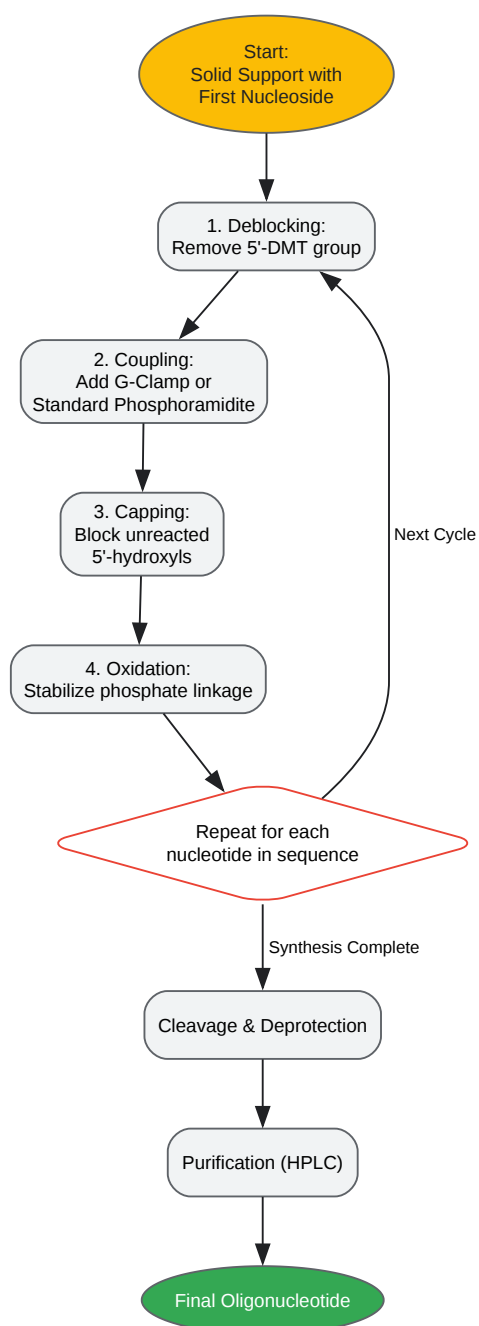 Start:
Solid Support with
First Nucleoside
1. Deblocking:
Remove 5'-DMT group
2. Coupling:
Add G-Clamp or
Standard Phosphoramidite
3. Capping:
Block unreacted
5'-hydroxyls
Next Cycle
4. Oxidation:
Stabilize phosphate linkage
Repeat for each
nucleotide in sequence
Synthesis Complete
Cleavage & Deprotection
Purification (HPLC)
Final Oligonucleotide